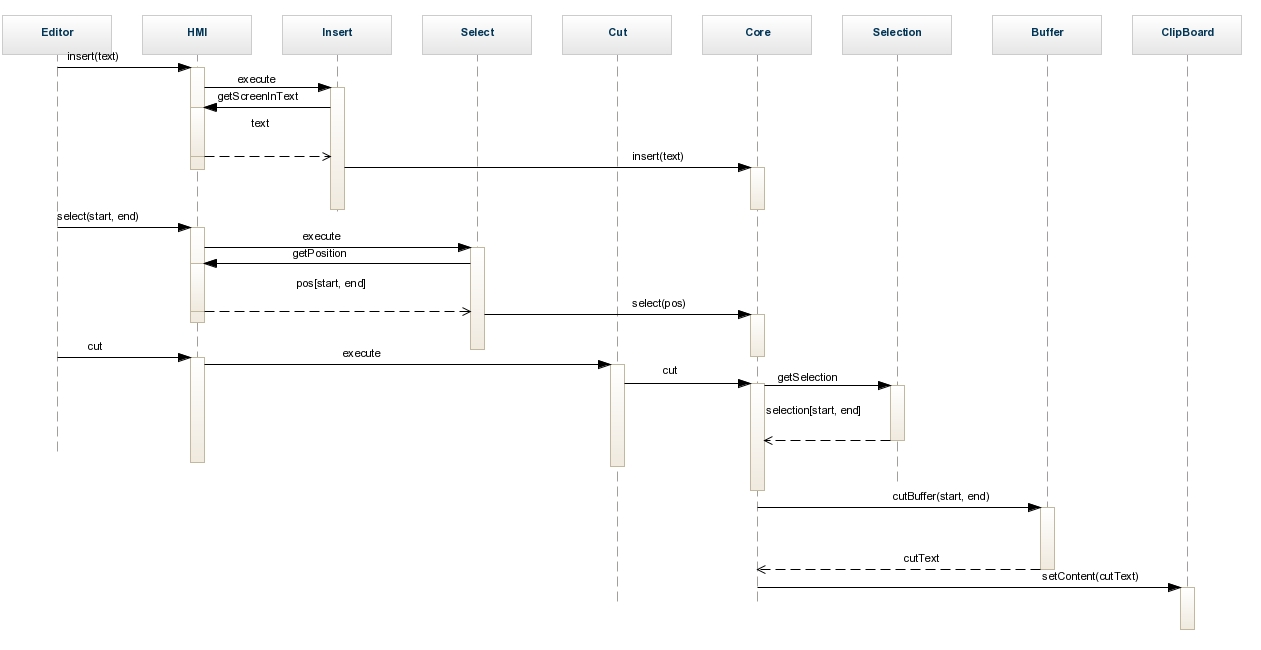 Editor
HMI
Insert
Select
Cut
Core
Selection
Buffer
ClipBoard
insert(text)
execute
getScreenInText
text
insert(text)
select(start, end)
execute
getPosition
pos[start, end]
select(pos)
cut
execute
cut
getSelection
selection[start, end]
cutBuffer(start, end)
cutText
setContent(cutText)